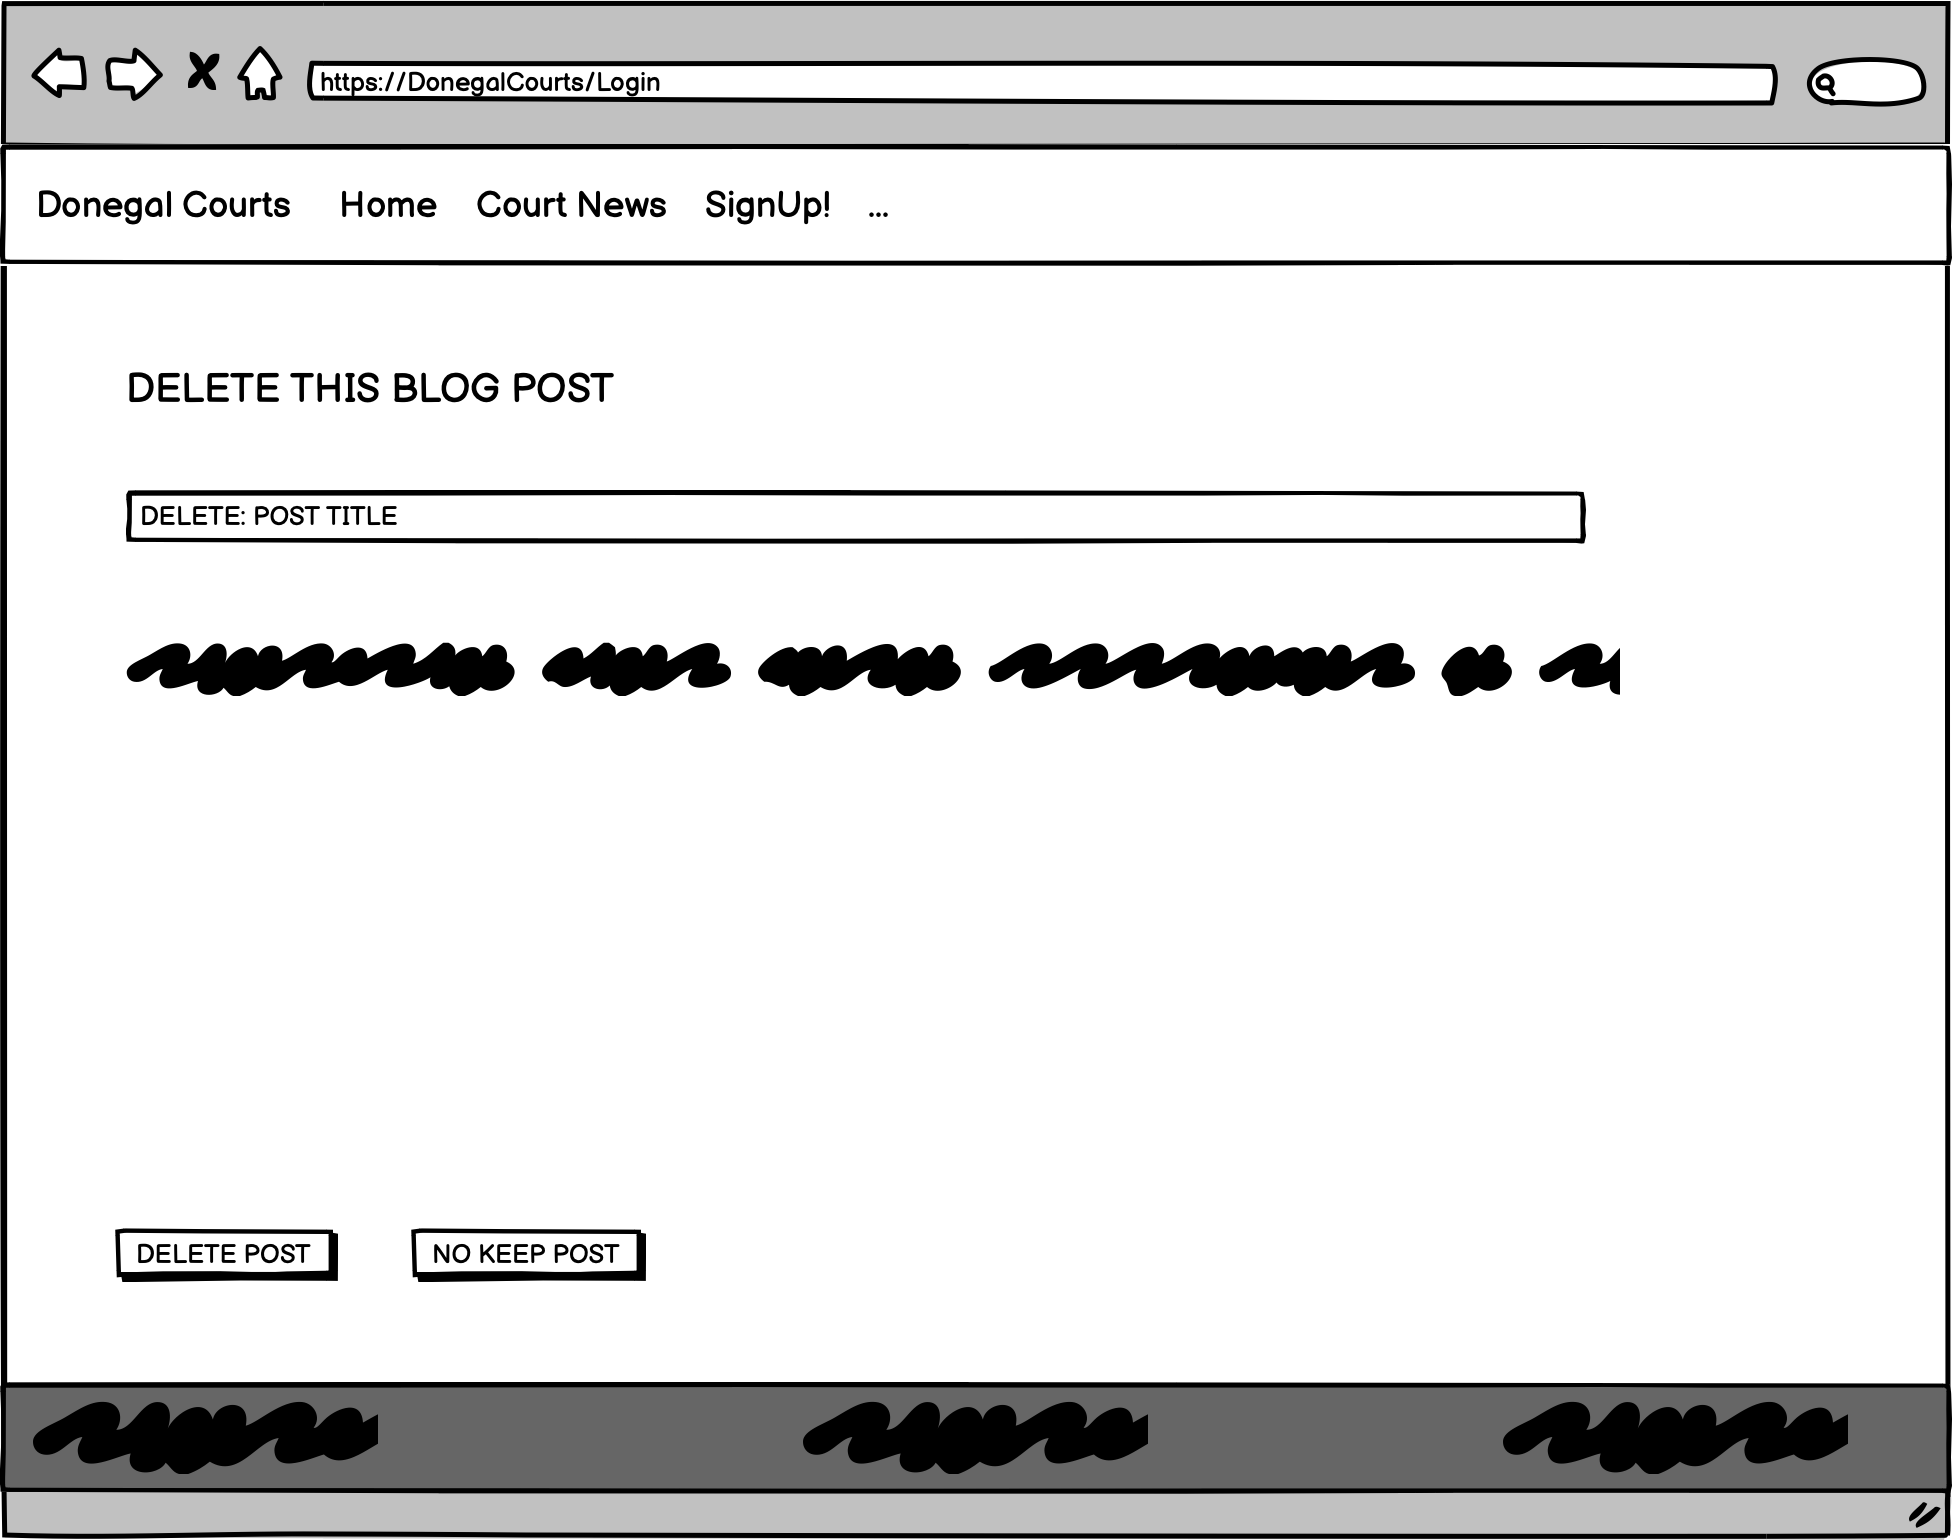 https://DonegalCourts/Login
Donegal Courts Home Court News SignUp! ...
DELETE THIS BLOG POST
DELETE: POST TITLE
DELETE POST NO KEEP POST